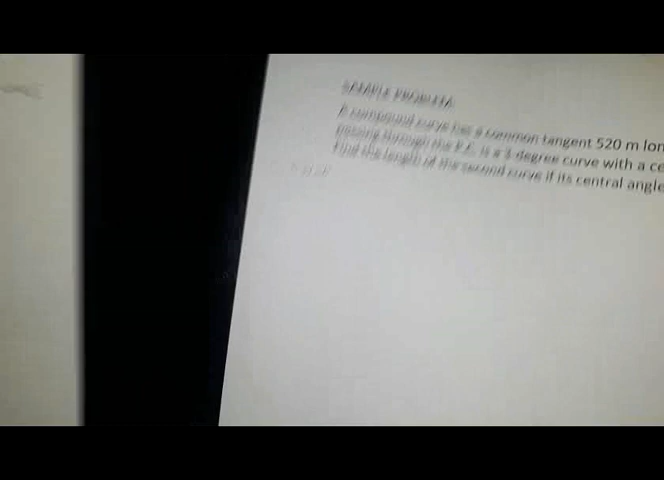 SAMPLE PROBLEM
A compound curve has a common tangent 520 m lon
passing through the P.C. is a 3 degree curve with a ce
Find the length of the second curve if its central angle